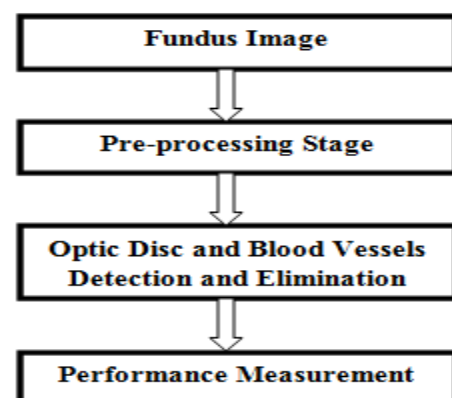 Fundus Image
Pre-processing Stage
Optic Disc and Blood Vessels
Detection and Elimination
Performance Measurement